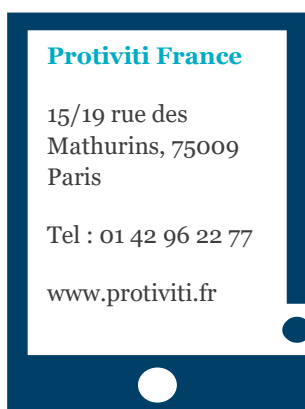 Protiviti France
15/19 rue des
Mathurins, 75009
Paris
Tel : 01 42 96 22 77
www.protiviti.fr